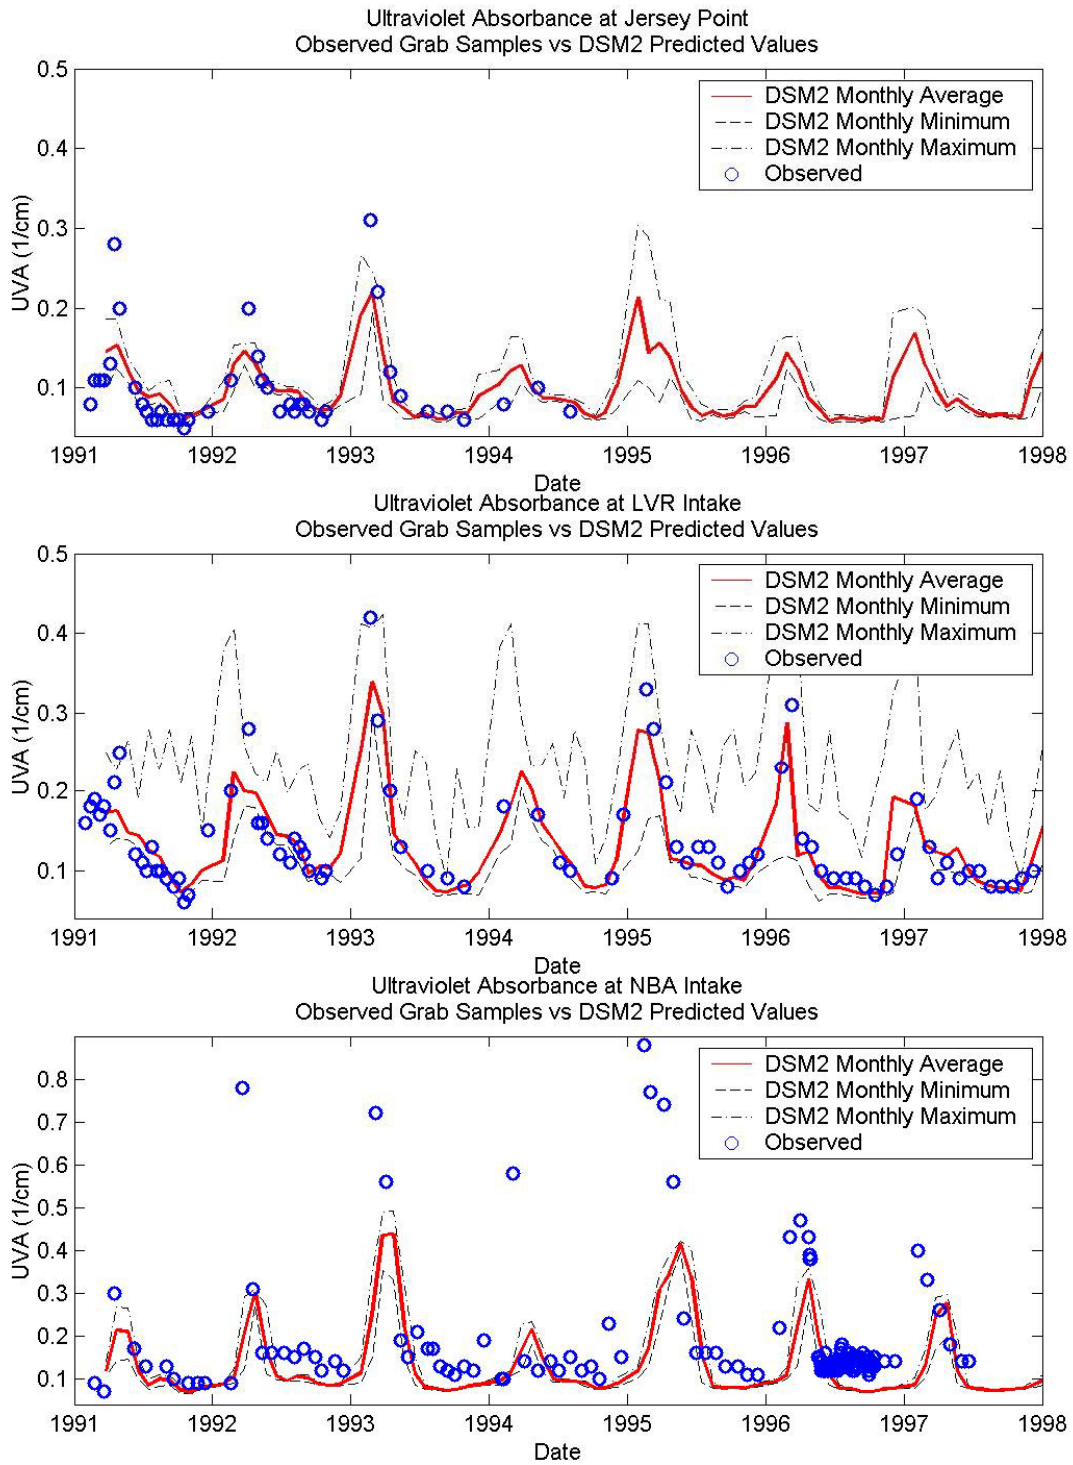 Ultraviolet Absorbance at Jersey Point
Observed Grab Samples vs DSM2 Predicted Values
0.5
0.4
0.3
0.2
0.1
UVA (1/cm)
DSM2 Monthly Average
DSM2 Monthly Minimum
DSM2 Monthly Maximum
Observed
1991 1992 1993 1994 1995 1996 1997 1998
Date
Ultraviolet Absorbance at LVR Intake
Observed Grab Samples vs DSM2 Predicted Values
0.5
0.4
0.3
0.2
0.1
UVA (1/cm)
DSM2 Monthly Average
DSM2 Monthly Minimum
DSM2 Monthly Maximum
Observed
1991 1992 1993 1994 1995 1996 1997 1998
Date
Ultraviolet Absorbance at NBA Intake
Observed Grab Samples vs DSM2 Predicted Values
0.8
0.7
0.6
0.5
0.4
0.3
0.2
0.1
UVA (1/cm)
DSM2 Monthly Average
DSM2 Monthly Minimum
DSM2 Monthly Maximum
Observed
1991 1992 1993 1994 1995 1996 1997 1998
Date